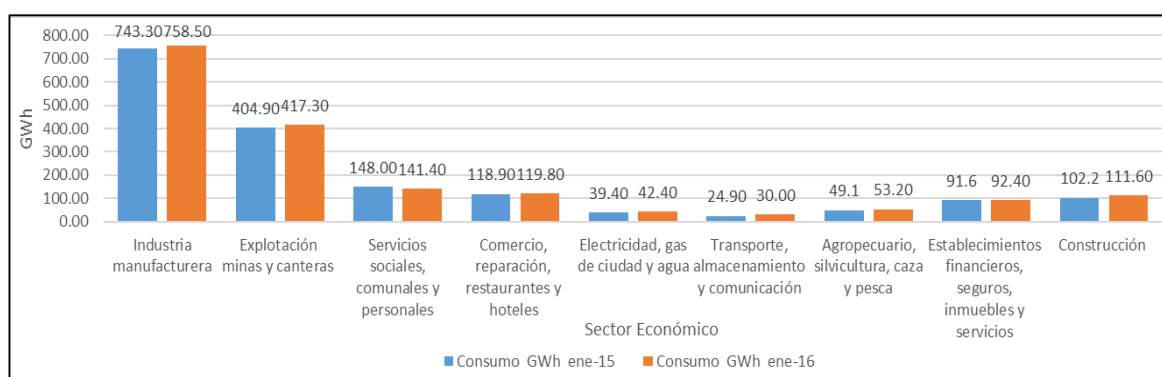 800.00
700.00
600.00
500.00
400.00
300.00
200.00
100.00
0.00
GWh
743.30 758.50
404.90 417.30
148.00 141.40
118.90 119.80
39.40 42.40
24.90 30.00
49.1 53.20
91.6 92.40
102.2 111.60
Industria
manufacturera
Explotación
minas y canteras
Servicios
sociales,
comunales y
personales
Comercio,
reparación,
restaurantes y
hoteles
Electricidad, gas
de ciudad y agua
Transporte,
almacenamiento
y comunicación
Agropecuario,
silvicultura, caza
y pesca
Establecimientos
financieros,
seguros,
inmuebles y
servicios
Construcción
Sector Económico
Consumo GWh ene-15 Consumo GWh ene-16